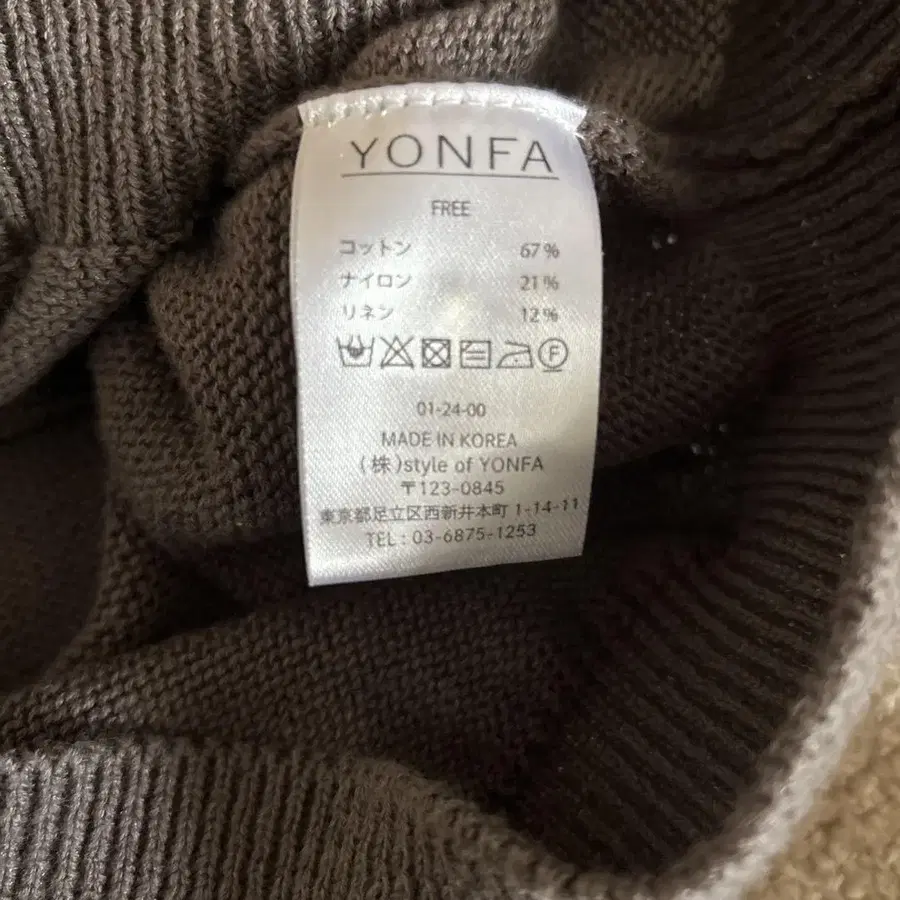 YONFA
FREE
コットン 67%
ナイロン 21%
リネン 12%
F
01-24-00
MADE IN KOREA
(株)style of YONFA
〒123-0845
東京都足立区西新井本町 1-14-11
TEL : 03-6875-1253